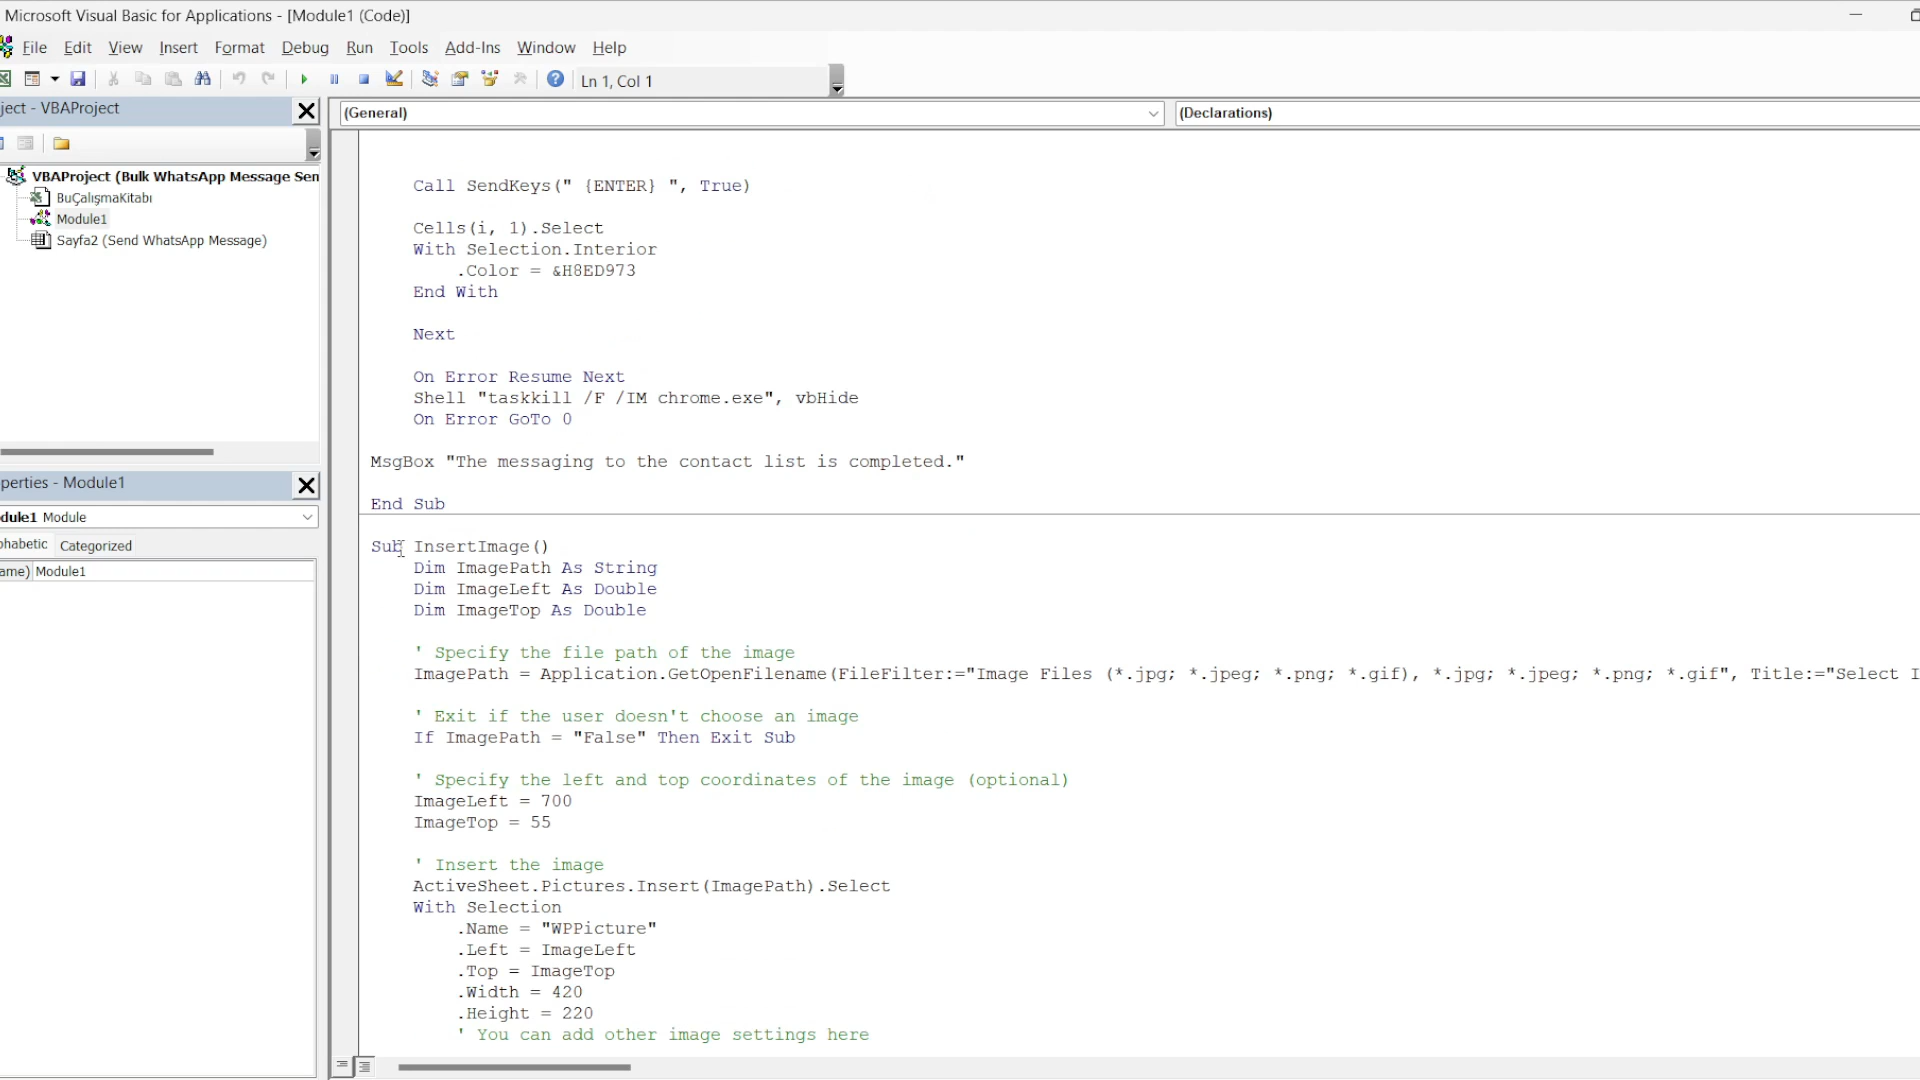 Microsoft Visual Basic for Applications - [Module1 (Code)]
File Edit View Insert Format Debug Run Tools Add-Ins Window Help
Ln 1, Col 1
ject - VBAProject
(General)
(Declarations)
VBAProject (Bulk WhatsApp Message Sen
BuÇalışmaKitabı
Module1
Sayfa2 (Send WhatsApp Message)
perties - Module1
dule1 Module
phabetic Categorized
ame) Module1
Call SendKeys(" {ENTER} ", True)
Cells(i, 1).Select
With Selection.Interior
.Color = &H8ED973
End With
Next
On Error Resume Next
Shell "taskkill /F /IM chrome.exe", vbHide
On Error GoTo 0
MsgBox "The messaging to the contact list is completed."
End Sub
Sub InsertImage()
Dim ImagePath As String
Dim ImageLeft As Double
Dim ImageTop As Double
' Specify the file path of the image
ImagePath = Application.GetOpenFilename(FileFilter:="Image Files (*.jpg; *.jpeg; *.png; *.gif), *.jpg; *.jpeg; *.png; *.gif", Title:="Select I
' Exit if the user doesn't choose an image
If ImagePath = "False" Then Exit Sub
' Specify the left and top coordinates of the image (optional)
ImageLeft = 700
ImageTop = 55
' Insert the image
ActiveSheet.Pictures.Insert(ImagePath).Select
With Selection
.Name = "WPPicture"
.Left = ImageLeft
.Top = ImageTop
.Width = 420
.Height = 220
' You can add other image settings here